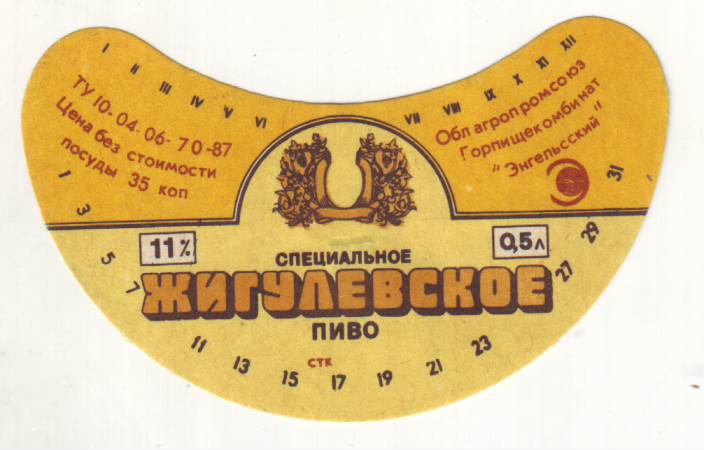 I II III IV V VI VII VIII IX X XI XII
ТУ 10-04-06-70-87
Цена без стоимости
посуды 35 коп
Облагропромсоюз
Горпищекомбинат
"Энгельсский"
11%
0,5л
СПЕЦИАЛЬНОЕ
ЖИГУЛЕВСКОЕ
ПИВО
СТК
1 3 5 7 11 13 15 17 19 21 23 27 29 31